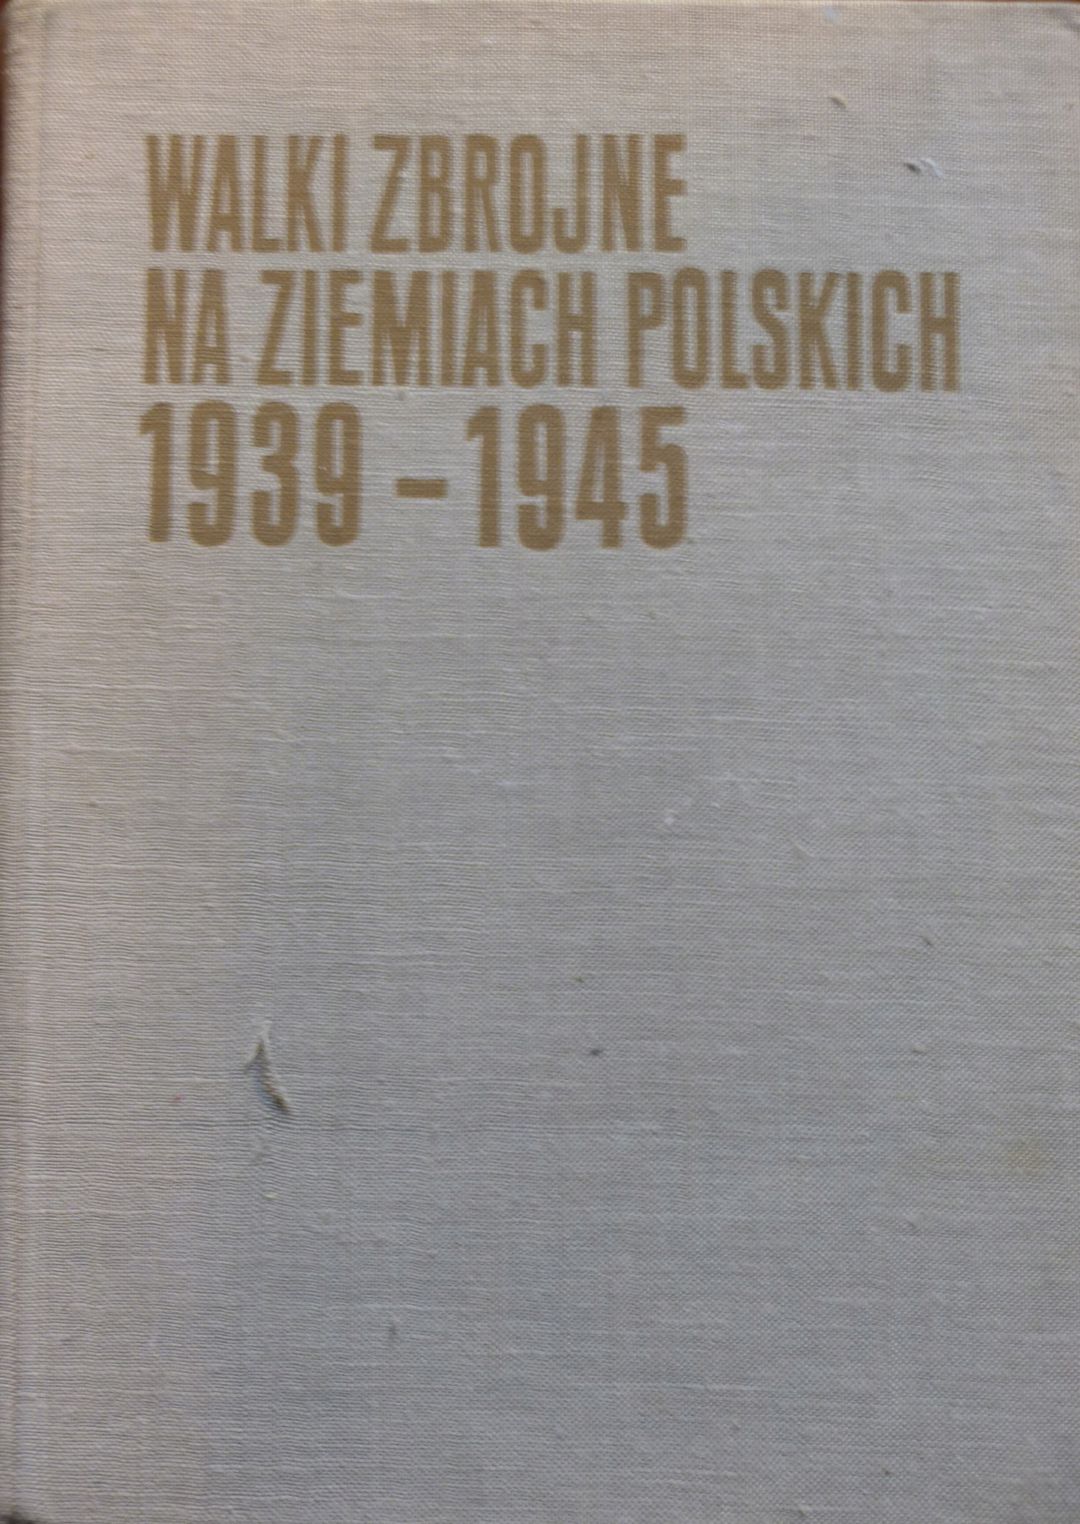 WALKI ZBROJNE
NA ZIEMIACH POLSKICH
1939-1945